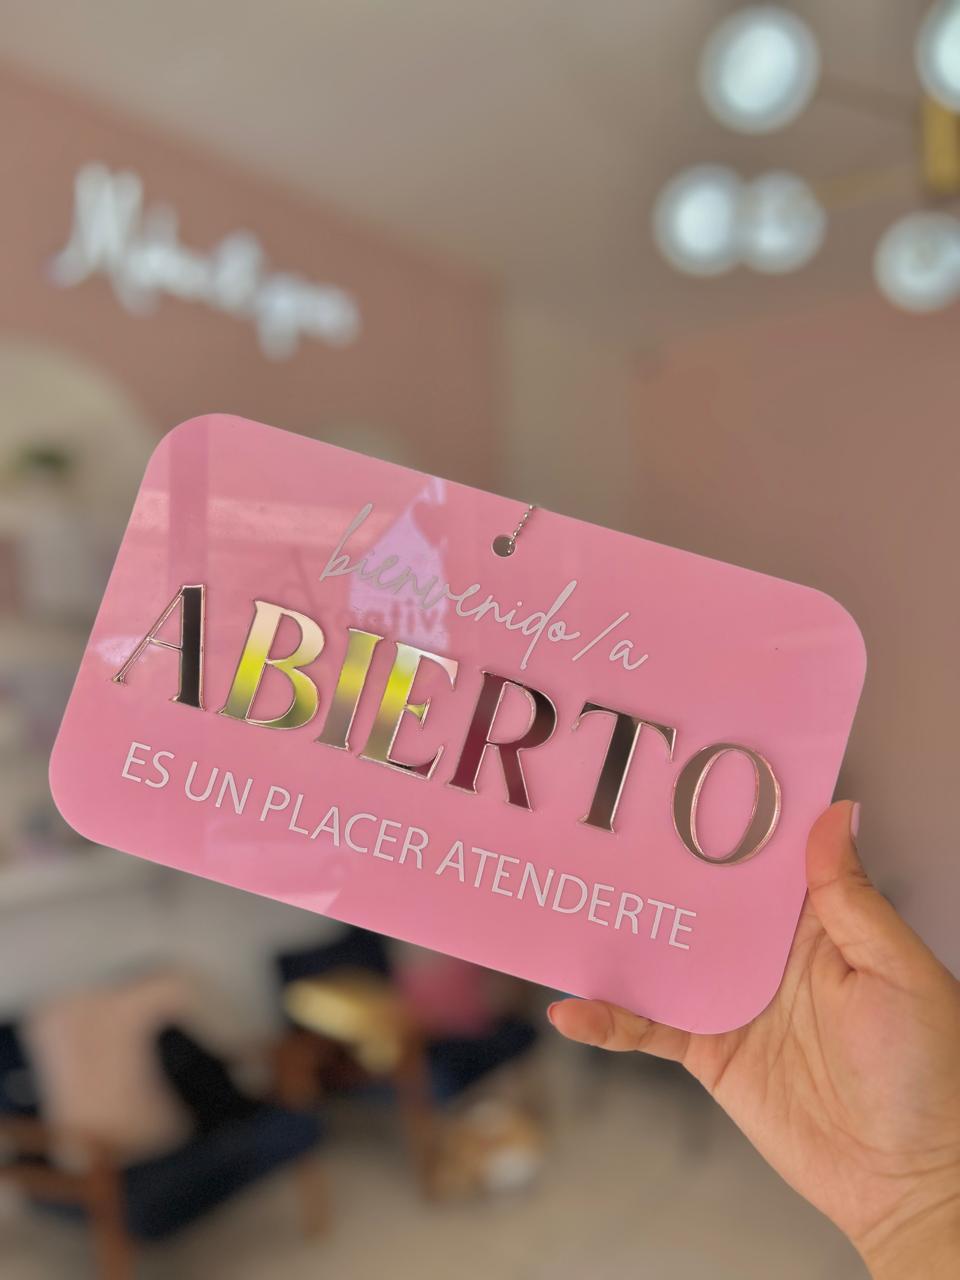 bienvenido/a
ABIERTO
ES UN PLACER ATENDERTE